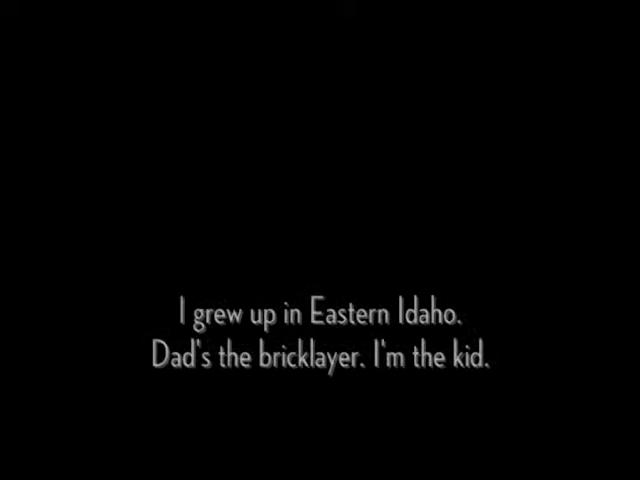 I grew up in Eastern Idaho.
Dad's the bricklayer. I'm the kid.